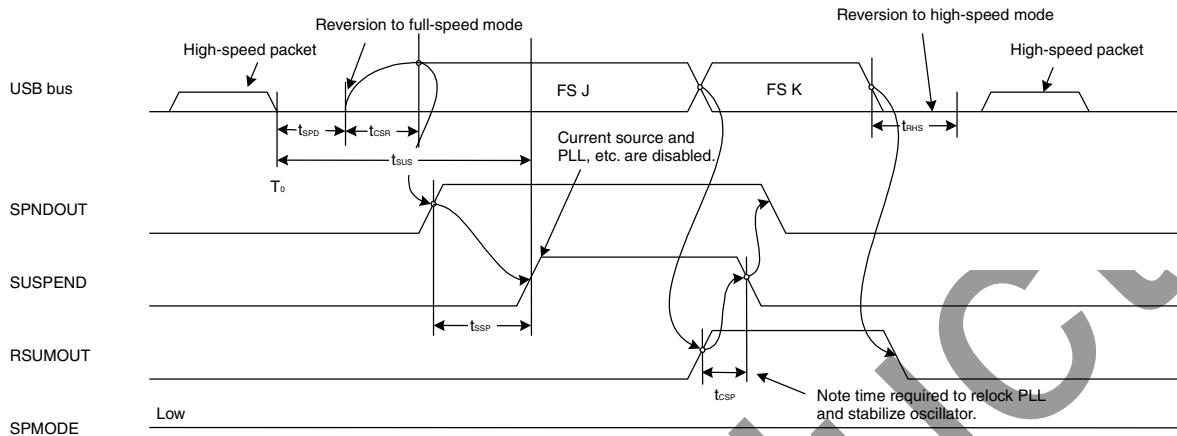 Reversion to full-speed mode
Reversion to high-speed mode
High-speed packet
High-speed packet
USB bus
FS J
FS K
tSPD
tCSR
tRHS
tSUS
Current source and
PLL, etc. are disabled.
T0
SPNDOUT
SUSPEND
tSSP
RSUMOUT
tCSP
Note time required to relock PLL
and stabilize oscillator.
Low
SPMODE